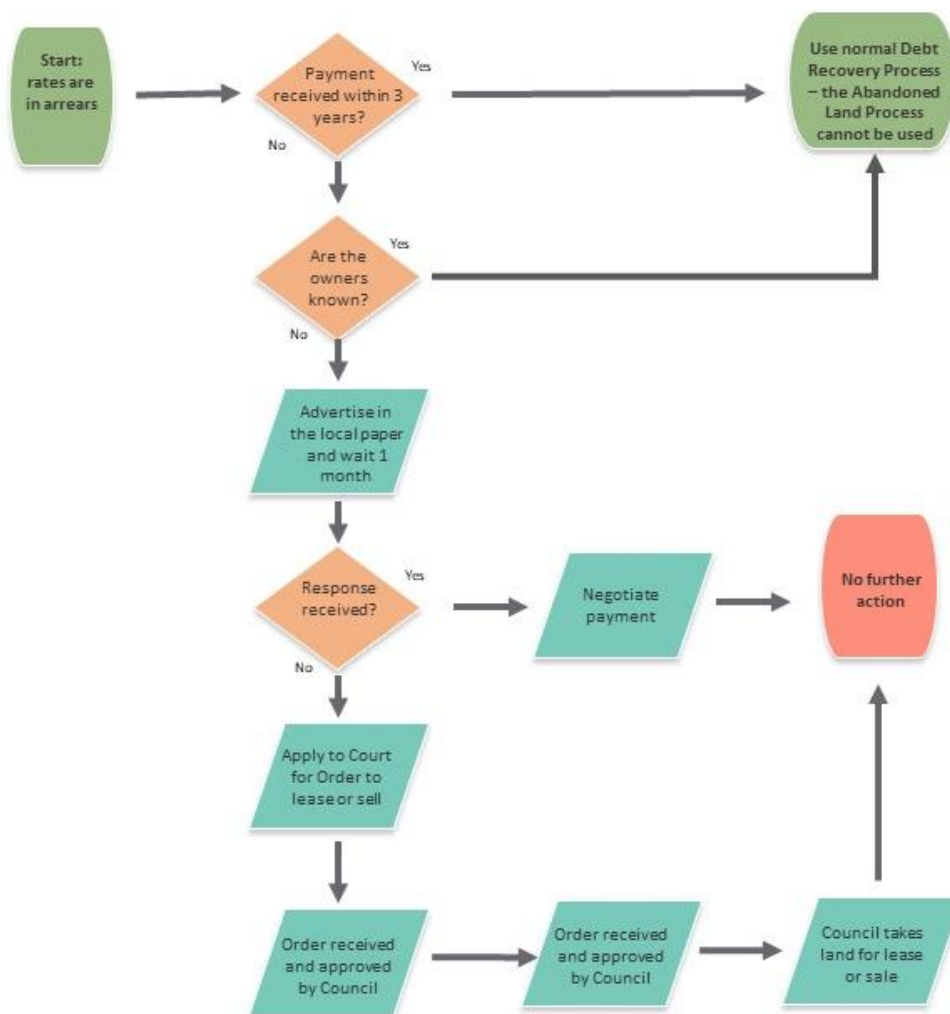 Start:
rates are
in arrears
Payment
received within 3
years?
Yes
No
Use normal Debt
Recovery Process
– the Abandoned
Land Process
cannot be used
Are the
owners
known?
Yes
No
Advertise in
the local paper
and wait 1
month
Response
received?
Yes
No
Negotiate
payment
No further
action
Apply to Court
for Order to
lease or sell
Order received
and approved
by Council
Order received
and approved
by Council
Council takes
land for lease
or sale